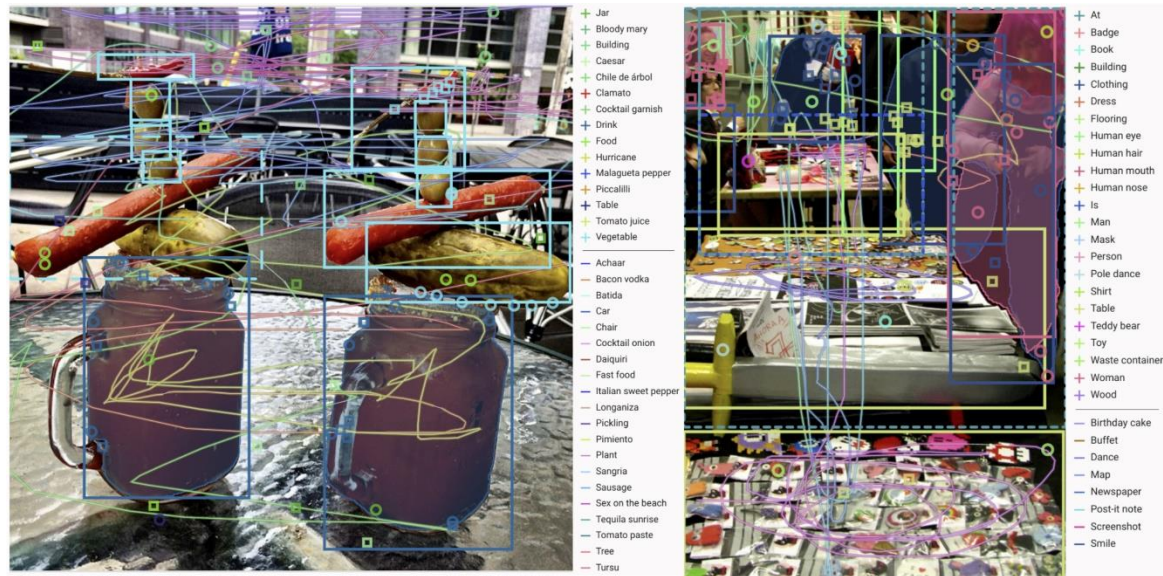 Jar
Bloody mary
Building
Caesar
Chile de árbol
Clamato
Cocktail garnish
Drink
Food
Hurricane
Malagueta pepper
Piccalilli
Table
Tomato juice
Vegetable
Achaar
Bacon vodka
Batida
Car
Chair
Cocktail onion
Daiquiri
Fast food
Italian sweet pepper
Longaniza
Pickling
Pimiento
Plant
Sangria
Sausage
Sex on the beach
Tequila sunrise
Tomato paste
Tree
Tursu
At
Badge
Book
Building
Clothing
Dress
Flooring
Human eye
Human hair
Human mouth
Human nose
Is
Man
Mask
Person
Pole dance
Shirt
Table
Teddy bear
Toy
Waste container
Woman
Wood
Birthday cake
Buffet
Dance
Map
Newspaper
Post-it note
Screenshot
Smile